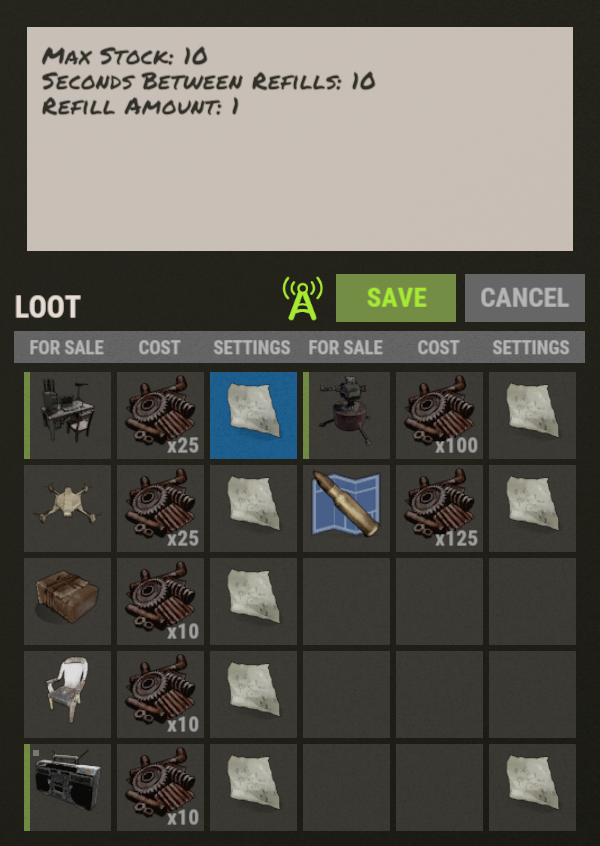 Max Stock: 10
Seconds Between Refills: 10
Refill Amount: 1
LOOT
SAVE
CANCEL
FOR SALE COST SETTINGS FOR SALE COST SETTINGS
x25 x100
x25 x125
x10
x10
x10